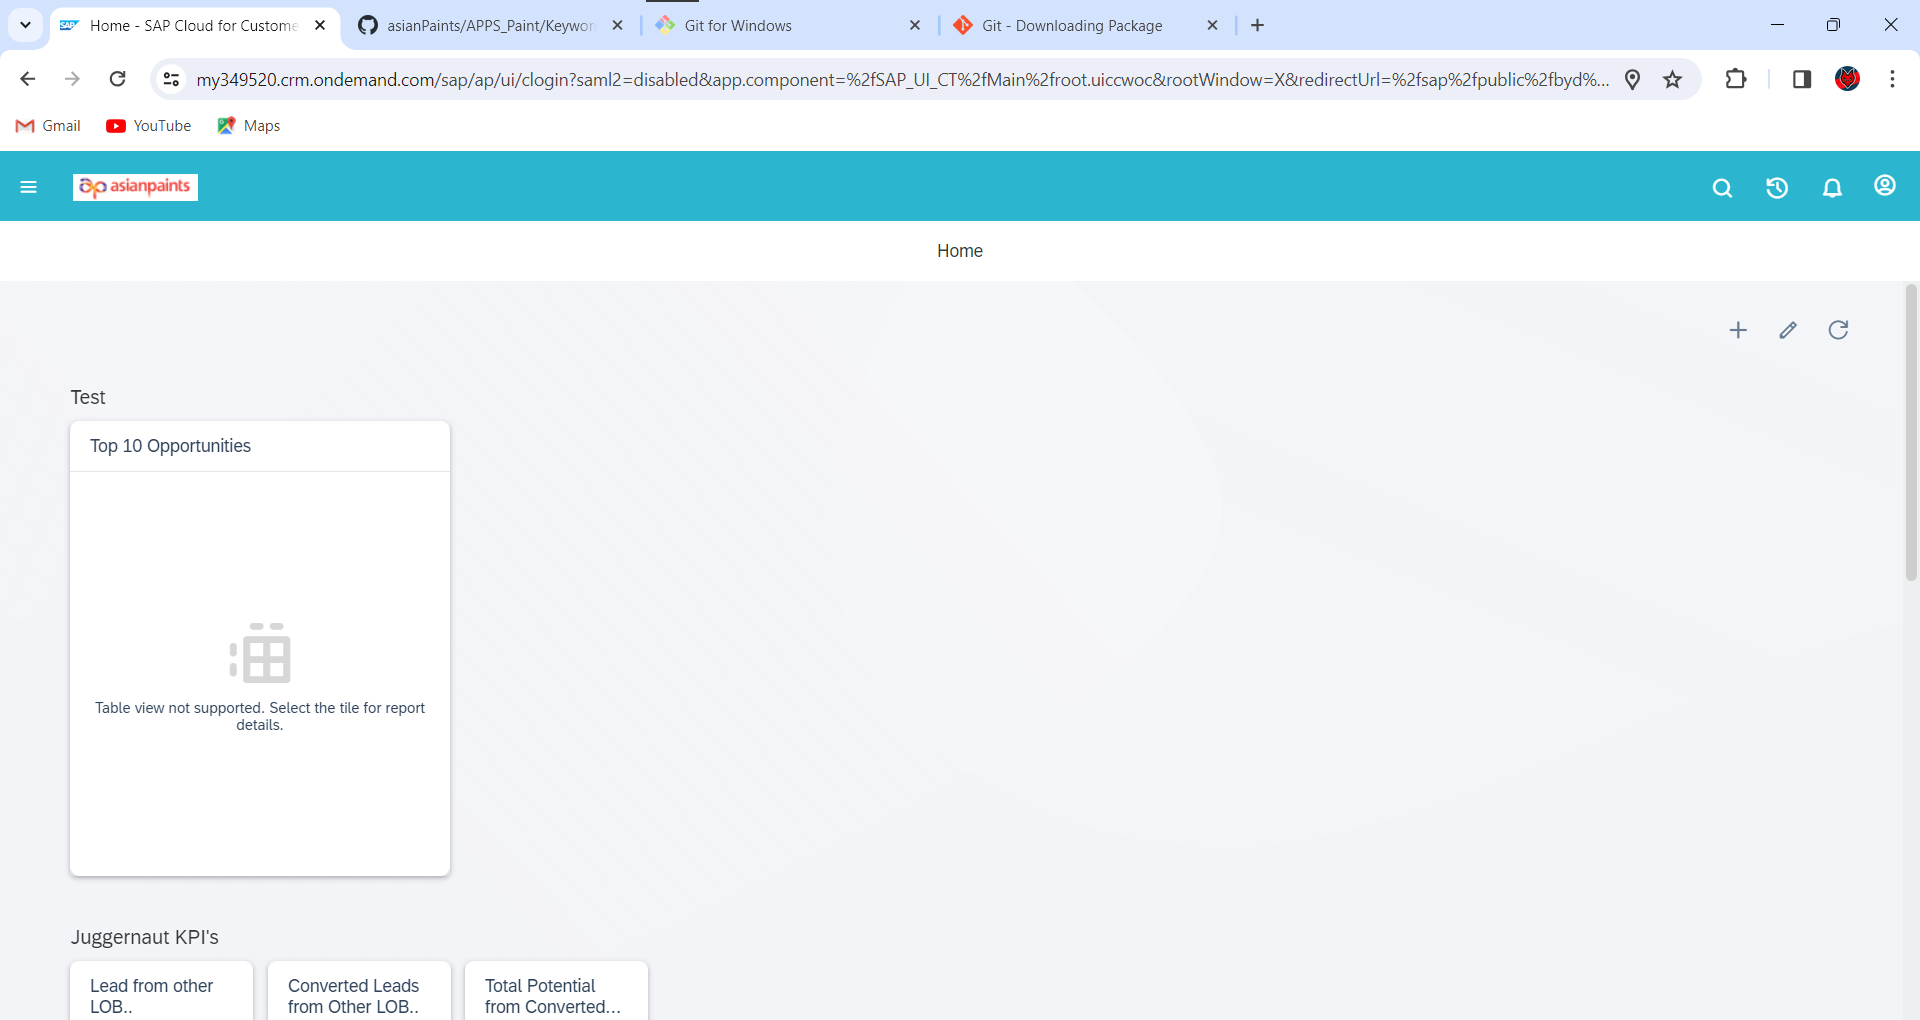 SAP
Home - SAP Cloud for Custome
asianPaints/APPS_Paint/Keywor
Git for Windows
Git - Downloading Package
my349520.crm.ondemand.com/sap/ap/ui/clogin?saml2=disabled&app.component=%2fSAP_UI_CT%2fMain%2froot.uiccwoc&rootWindow=X&redirectUrl=%2fsap%2fpublic%2fbyd%...
Gmail
YouTube
Maps
ap asianpaints
Home
Test
Top 10 Opportunities
Table view not supported. Select the tile for report
details.
Juggernaut KPI's
Lead from other
LOB..
Converted Leads
from Other LOB..
Total Potential
from Converted...